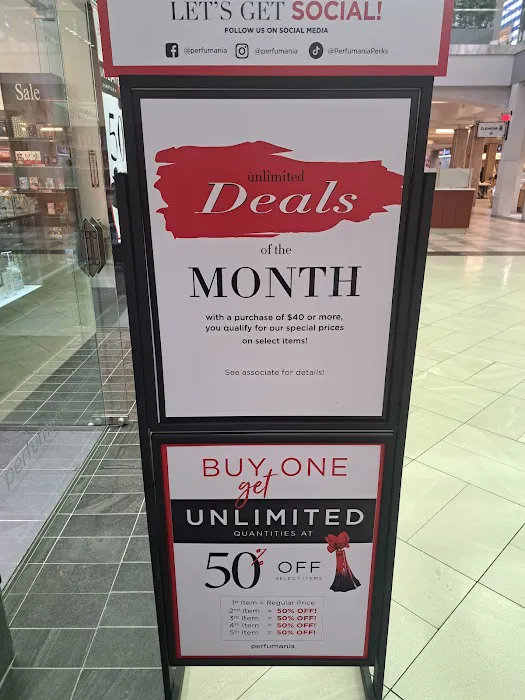 LET'S GET SOCIAL!
FOLLOW US ON SOCIAL MEDIA
@perfumania @perfumania @PerfumaniaPerks
Sale
50
unlimited
Deals
of the
MONTH
with a purchase of $40 or more,
you qualify for our special prices
on select items!
See associate for details!
BUY ONE
get
UNLIMITED
QUANTITIES AT
50% OFF
SELECT ITEMS
1st Item = Regular Price
2nd Item = 50% OFF!
3rd Item = 50% OFF!
4th Item = 50% OFF!
5th Item = 50% OFF!
perfumania
perfumania